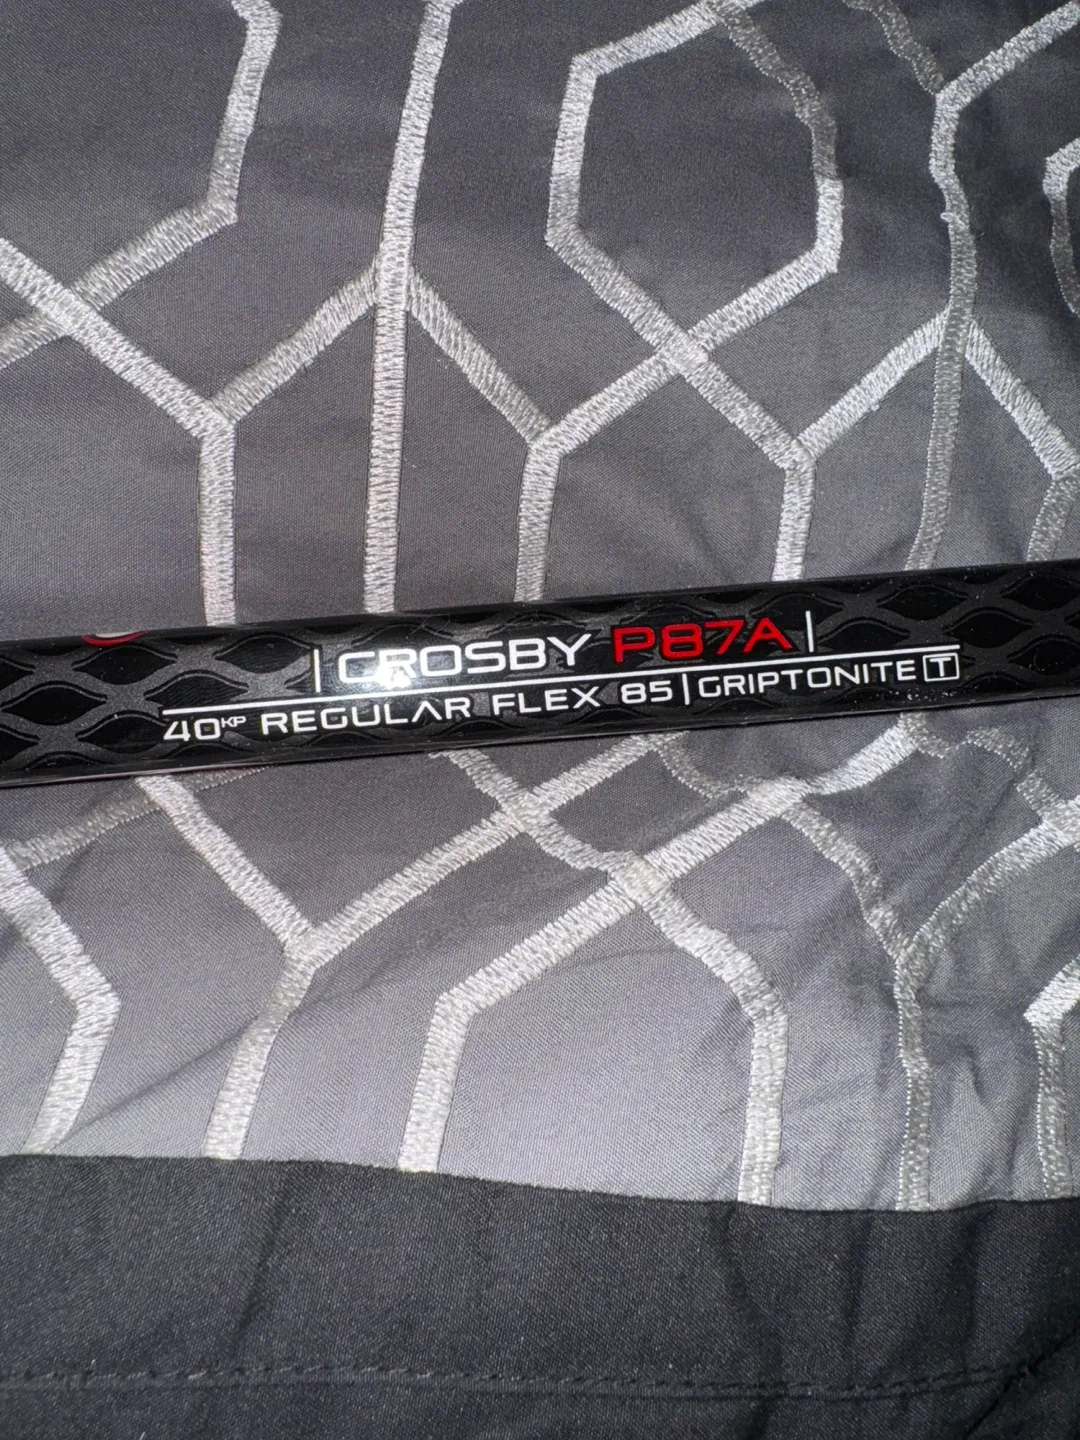 | CROSBY P87A |
40KP REGULAR FLEX 85 | GRIPTONITE T